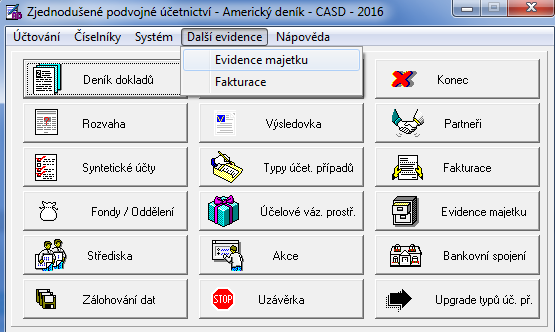 Zjednodušené podvojné účetnictví - Americký deník - CASD - 2016
Účtování Číselníky Systém Další evidence Nápověda
Evidence majetku
Fakturace
Deník dokladů
Konec
Rozvaha
Výsledovka
Partneři
Syntetické účty
Typy účet. případů
Fakturace
Fondy / Oddělení
Účelové váz. prostř.
Evidence majetku
Střediska
Akce
Bankovní spojení
Zálohování dat
STOP
Uzávěrka
Upgrade typů úč. př.